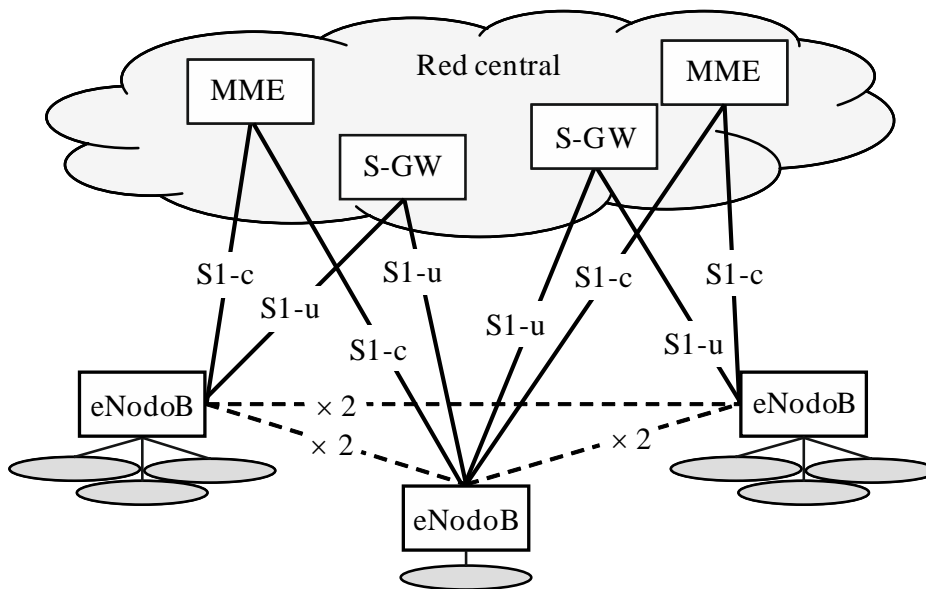 Red central
MME
MME
S-GW
S-GW
S1-c
S1-u
S1-u
S1-c
S1-u
S1-c
S1-c
S1-u
eNodoB
eNodoB
× 2
× 2
× 2
eNodoB